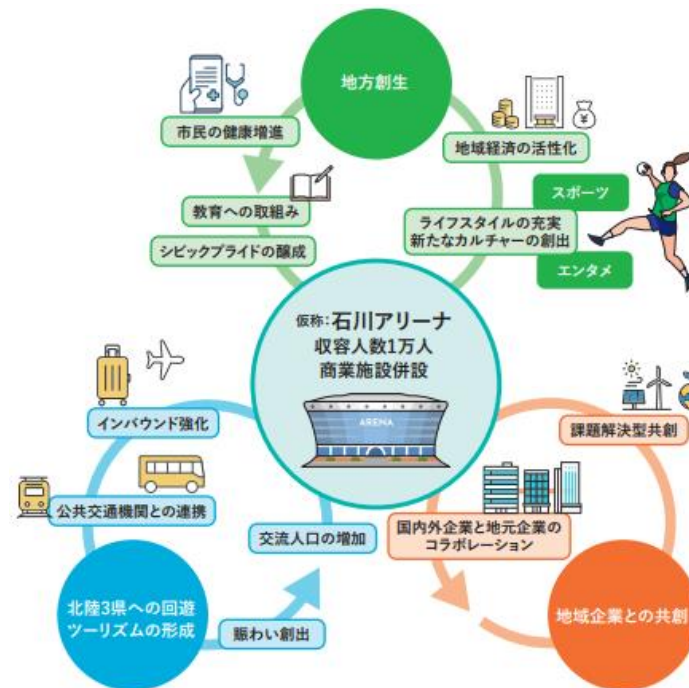 地方創生
市民の健康増進
地域経済の活性化
¥
教育への取組み
シビックプライドの醸成
スポーツ
ライフスタイルの充実
新たなカルチャーの創出
エンタメ
仮称:石川アリーナ
収容人数1万人
商業施設併設
ARENA
インバウンド強化
公共交通機関との連携
交流人口の増加
北陸3県への回遊
ツーリズムの形成
賑わい創出
課題解決型共創
国内外企業と地元企業の
コラボレーション
地域企業との共創